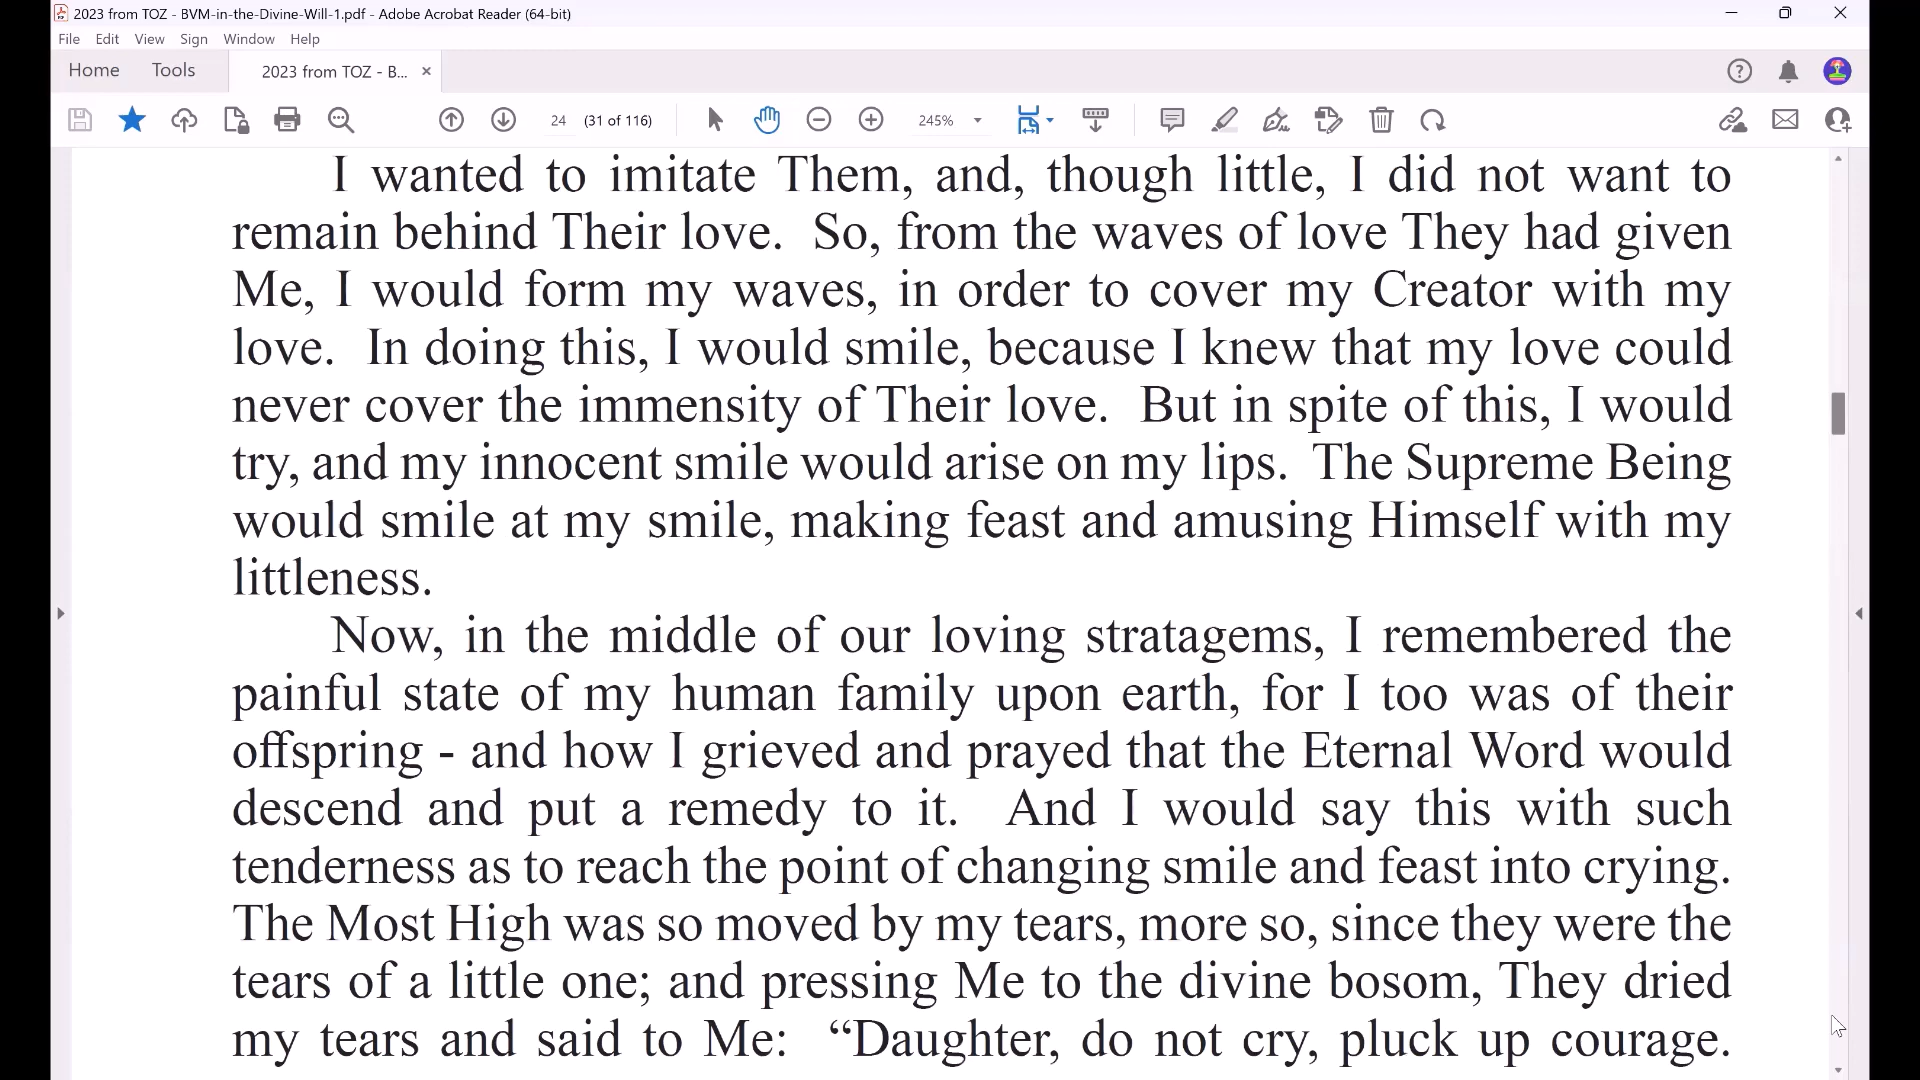 2023 from TOZ - BVM-in-the-Divine-Will-1.pdf - Adobe Acrobat Reader (64-bit)
File Edit View Sign Window Help
Home Tools 2023 from TOZ - B... ×
24 (31 of 116) 245%
I wanted to imitate Them, and, though little, I did not want to
remain behind Their love. So, from the waves of love They had given
Me, I would form my waves, in order to cover my Creator with my
love. In doing this, I would smile, because I knew that my love could
never cover the immensity of Their love. But in spite of this, I would
try, and my innocent smile would arise on my lips. The Supreme Being
would smile at my smile, making feast and amusing Himself with my
littleness.
Now, in the middle of our loving stratagems, I remembered the
painful state of my human family upon earth, for I too was of their
offspring - and how I grieved and prayed that the Eternal Word would
descend and put a remedy to it. And I would say this with such
tenderness as to reach the point of changing smile and feast into crying.
The Most High was so moved by my tears, more so, since they were the
tears of a little one; and pressing Me to the divine bosom, They dried
my tears and said to Me: “Daughter, do not cry, pluck up courage.